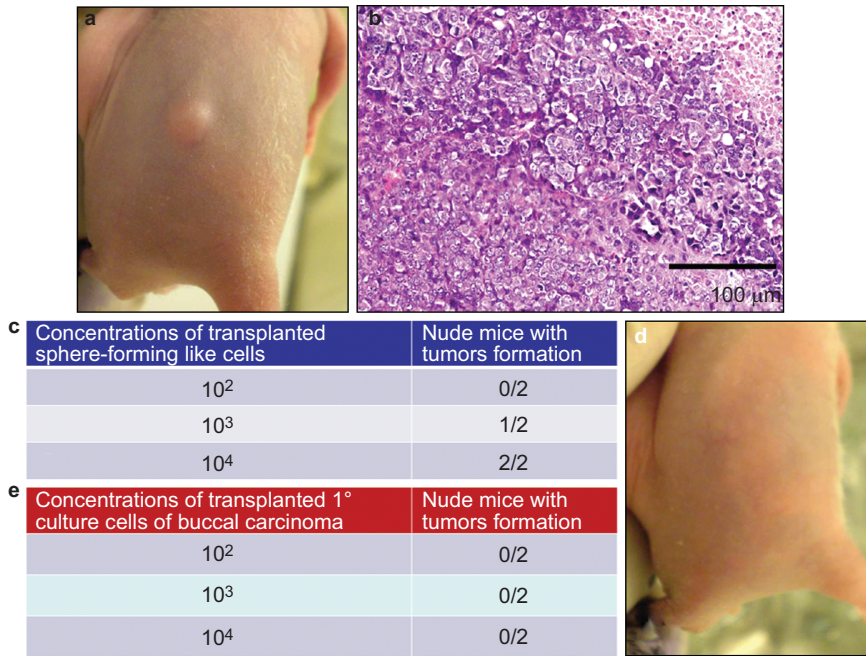 a
b
100 μm
c
Concentrations of transplanted sphere-forming like cells
Nude mice with tumors formation
10²
0/2
10³
1/2
10⁴
2/2
d
e
Concentrations of transplanted 1° culture cells of buccal carcinoma
Nude mice with tumors formation
10²
0/2
10³
0/2
10⁴
0/2